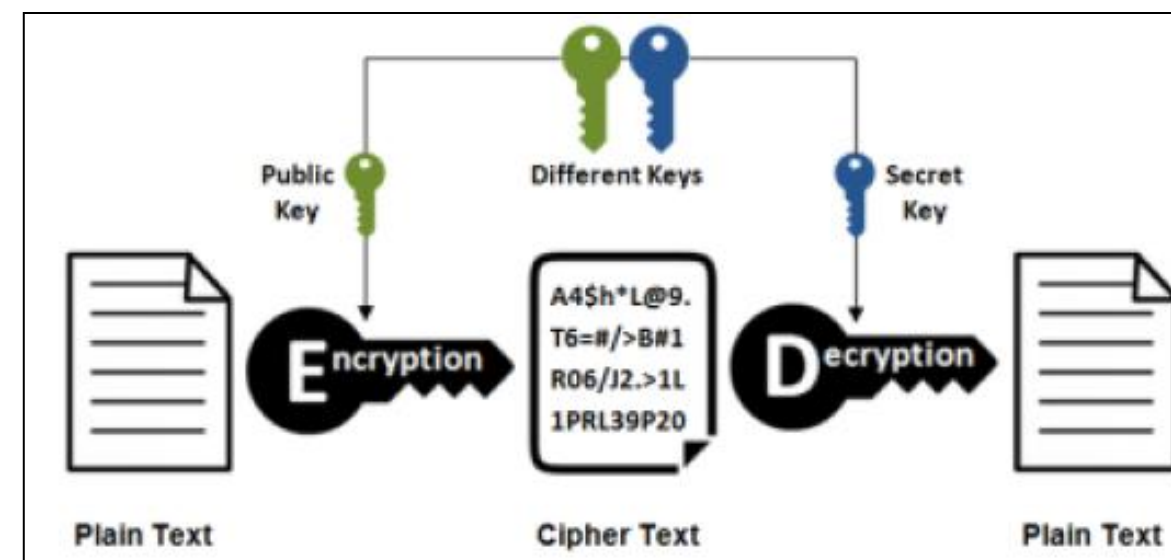 Public
Key
Different Keys
Secret
Key
Encryption
A4$h*L@9.
T6=#/>B#1
R06/J2.>1L
1PRL39P20
Decryption
Plain Text
Cipher Text
Plain Text